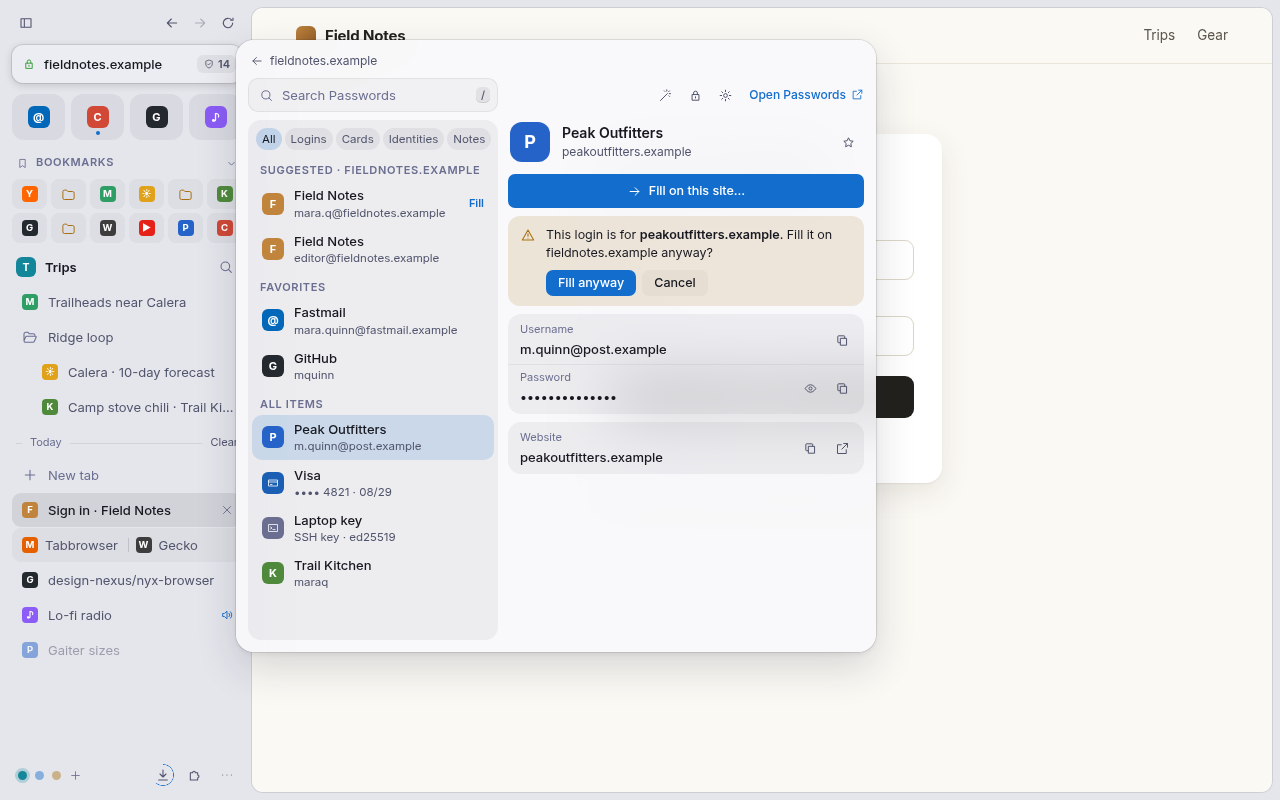 Field Notes
Trips
Gear
fieldnotes.example
14
@
C
G
BOOKMARKS
Y
M
K
G
W
P
C
T
Trips
M
Trailheads near Calera
Ridge loop
Calera · 10-day forecast
K
Camp stove chili · Trail Ki...
Today
Clear
New tab
F
Sign in · Field Notes
M
Tabbrowser
W
Gecko
G
design-nexus/nyx-browser
Lo-fi radio
P
Gaiter sizes
fieldnotes.example
Search Passwords
/
Open Passwords
All
Logins
Cards
Identities
Notes
SUGGESTED · FIELDNOTES.EXAMPLE
F
Field Notes
mara.q@fieldnotes.example
Fill
F
Field Notes
editor@fieldnotes.example
FAVORITES
@
Fastmail
mara.quinn@fastmail.example
G
GitHub
mquinn
ALL ITEMS
P
Peak Outfitters
m.quinn@post.example
Visa
•••• 4821 · 08/29
Laptop key
SSH key · ed25519
K
Trail Kitchen
maraq
P
Peak Outfitters
peakoutfitters.example
Fill on this site...
This login is for peakoutfitters.example. Fill it on
fieldnotes.example anyway?
Fill anyway
Cancel
Username
m.quinn@post.example
Password
••••••••••••••
Website
peakoutfitters.example